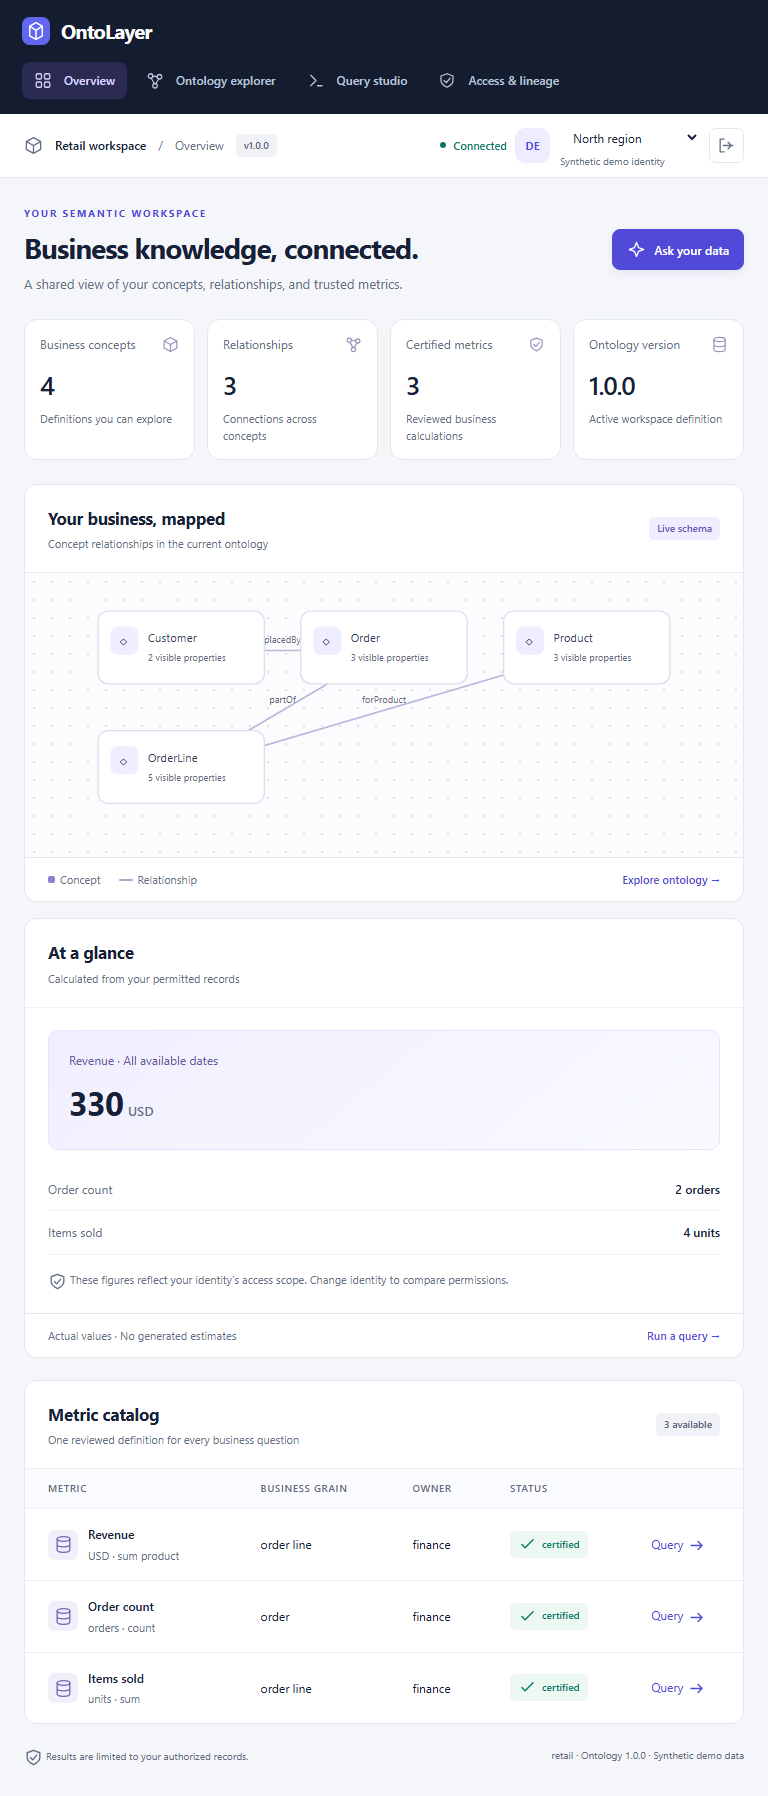 OntoLayer
Overview
Ontology explorer
Query studio
Access & lineage
Retail workspace / Overview v1.0.0
Connected
DE
North region
Synthetic demo identity
YOUR SEMANTIC WORKSPACE
Business knowledge, connected.
A shared view of your concepts, relationships, and trusted metrics.
Ask your data
Business concepts
4
Definitions you can explore
Relationships
3
Connections across
concepts
Certified metrics
3
Reviewed business
calculations
Ontology version
1.0.0
Active workspace definition
Your business, mapped
Concept relationships in the current ontology
Live schema
Customer
2 visible properties
placedBy
Order
3 visible properties
Product
3 visible properties
partOf
forProduct
OrderLine
5 visible properties
Concept
Relationship
Explore ontology →
At a glance
Calculated from your permitted records
Revenue · All available dates
330 USD
Order count 2 orders
Items sold 4 units
These figures reflect your identity's access scope. Change identity to compare permissions.
Actual values · No generated estimates
Run a query →
Metric catalog
One reviewed definition for every business question
3 available
METRIC BUSINESS GRAIN OWNER STATUS
Revenue
USD · sum product
order line
finance
certified
Query →
Order count
orders · count
order
finance
certified
Query →
Items sold
units · sum
order line
finance
certified
Query →
Results are limited to your authorized records.
retail · Ontology 1.0.0 · Synthetic demo data